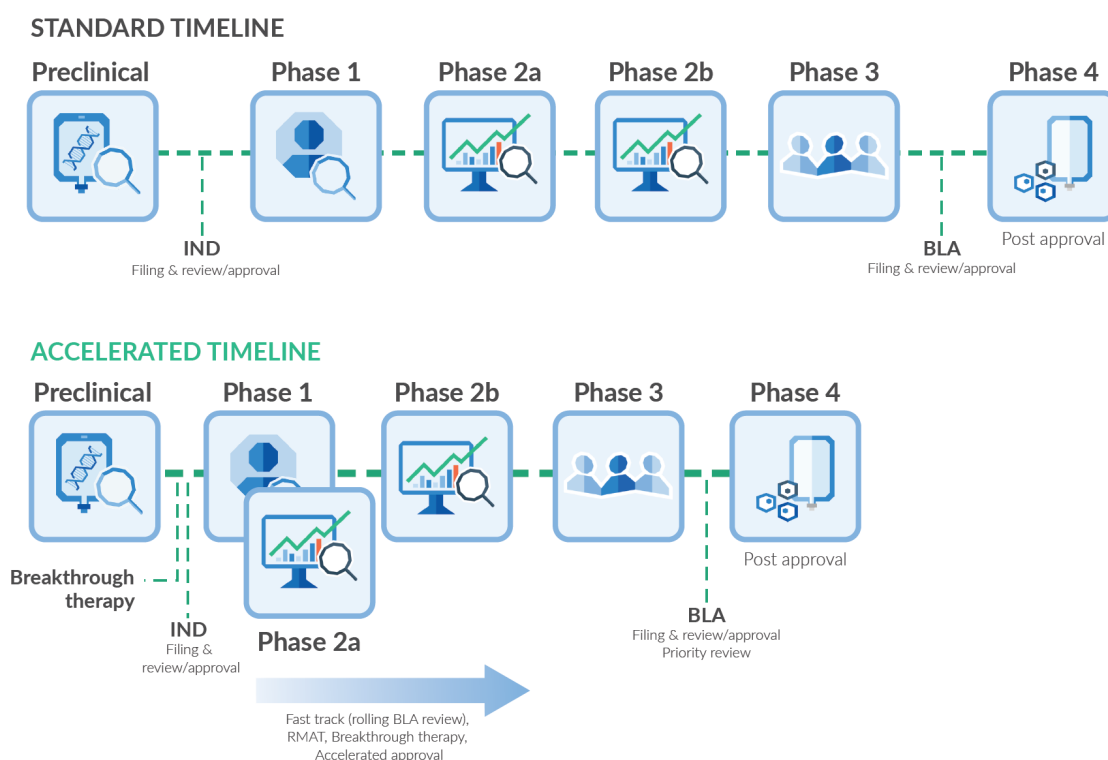 STANDARD TIMELINE
Preclinical
Phase 1
Phase 2a
Phase 2b
Phase 3
Phase 4
IND
Filing & review/approval
BLA
Filing & review/approval
Post approval
ACCELERATED TIMELINE
Preclinical
Phase 1
Phase 2b
Phase 3
Phase 4
Breakthrough
therapy
IND
Filing &
review/approval
Phase 2a
BLA
Filing & review/approval
Priority review
Post approval
Fast track (rolling BLA review),
RMAT, Breakthrough therapy,
Accelerated approval